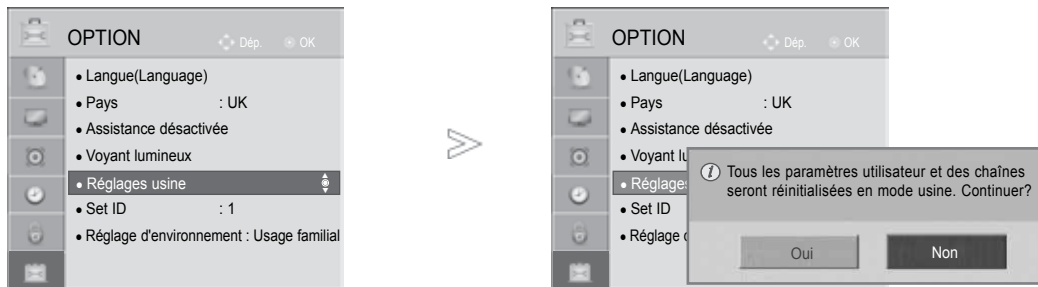 OPTION
Dép. OK
• Langue(Language)
• Pays : UK
• Assistance désactivée
• Voyant lumineux
• Réglages usine
• Set ID : 1
• Réglage d'environnement : Usage familial
OPTION
Dép. OK
• Langue(Language)
• Pays : UK
• Assistance désactivée
• Voyant lu
• Réglages
• Set ID
• Réglage d
Tous les paramètres utilisateur et des chaînes
seront réinitialisées en mode usine. Continuer?
Oui Non